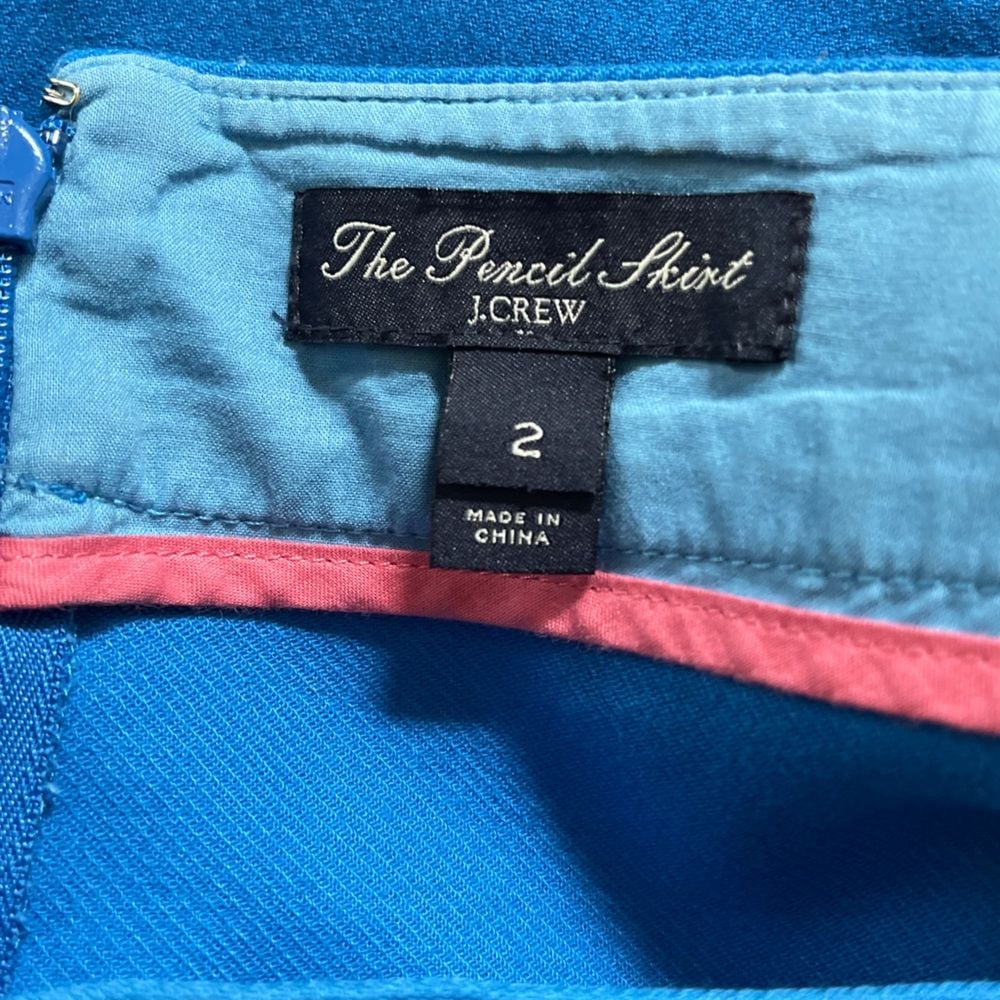 The Pencil Skirt
J.CREW
2
MADE IN
CHINA